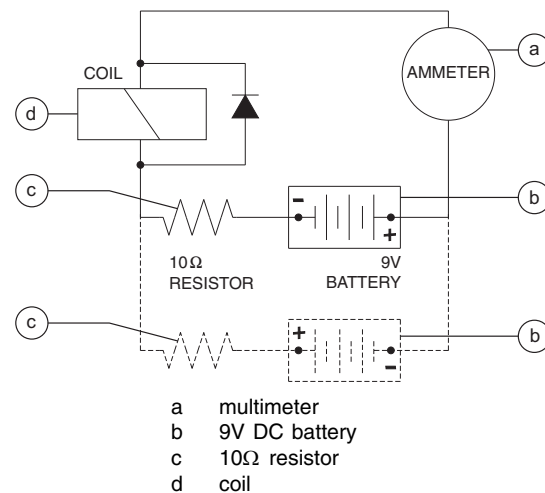 a
COIL
AMMETER
d
c
b
- +
10Ω
RESISTOR
9V
BATTERY
c
b
+ -
a multimeter
b 9V DC battery
c 10Ω resistor
d coil